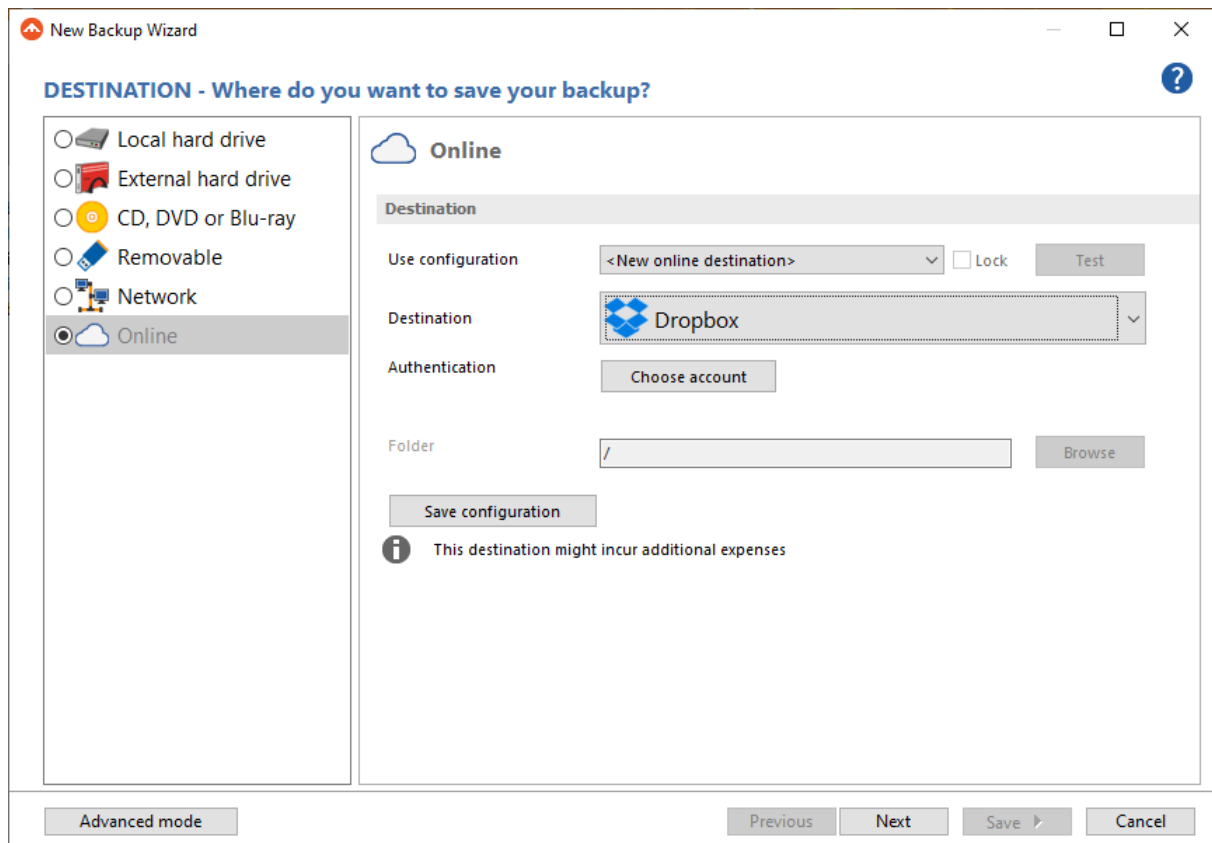 New Backup Wizard
DESTINATION - Where do you want to save your backup?
?
Local hard drive
External hard drive
CD, DVD or Blu-ray
Removable
Network
Online
Online
Destination
Use configuration
<New online destination>
Lock
Test
Destination
Dropbox
Authentication
Choose account
Folder
/
Browse
Save configuration
i
This destination might incur additional expenses
Advanced mode
Previous
Next
Save
Cancel